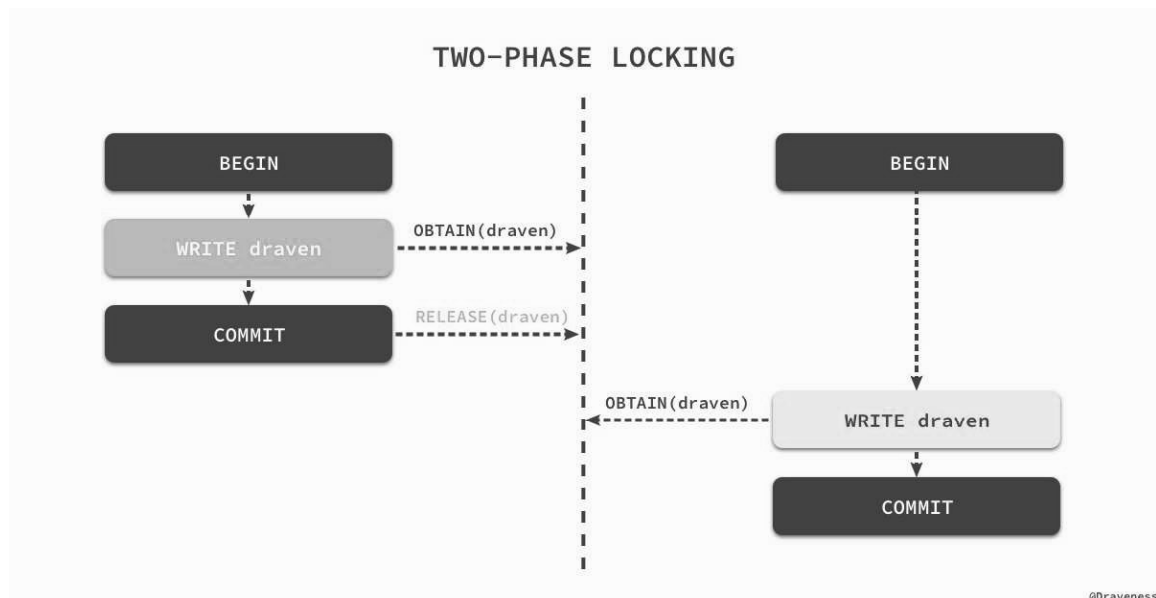 TWO-PHASE LOCKING
BEGIN
BEGIN
WRITE draven
OBTAIN(draven)
COMMIT
RELEASE(draven)
OBTAIN(draven)
WRITE draven
COMMIT
@Draveness